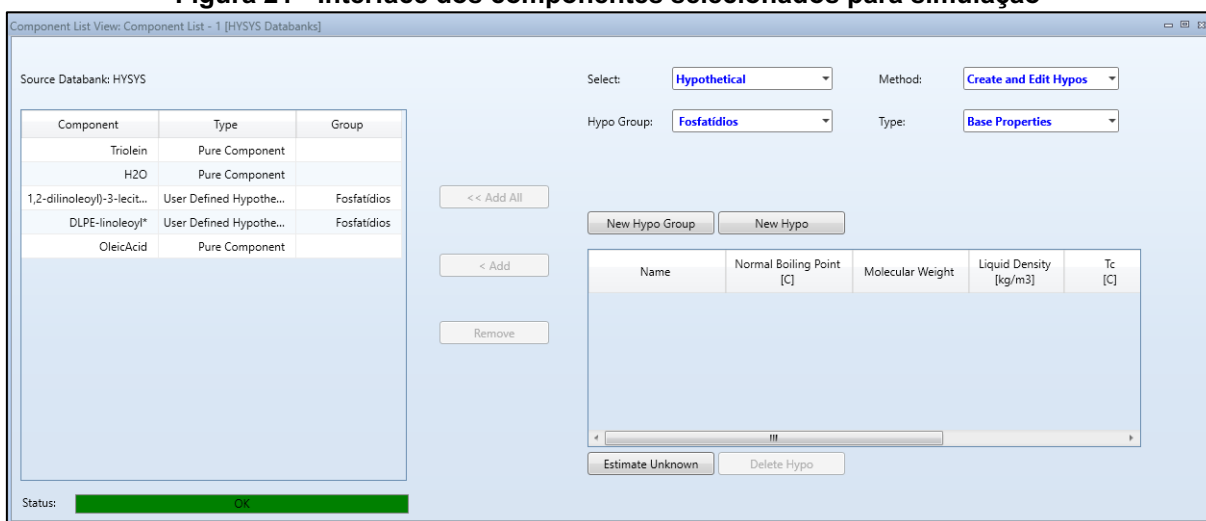 Figura 21 - Interface dos componentes selecionados para simulação
Component List View: Component List - 1 [HYSYS Databanks]
Source Databank: HYSYS
Select: Hypothetical Method: Create and Edit Hypos
Hypo Group: Fosfatídios Type: Base Properties
Component Type Group
Triolein Pure Component
H2O Pure Component
1,2-dilinoleoyl)-3-lecit... User Defined Hypothe... Fosfatídios
DLPE-linoleoyl* User Defined Hypothe... Fosfatídios
OleicAcid Pure Component
<< Add All
< Add
Remove
New Hypo Group New Hypo
Name Normal Boiling Point [C] Molecular Weight Liquid Density [kg/m3] Tc [C]
Estimate Unknown Delete Hypo
Status: OK